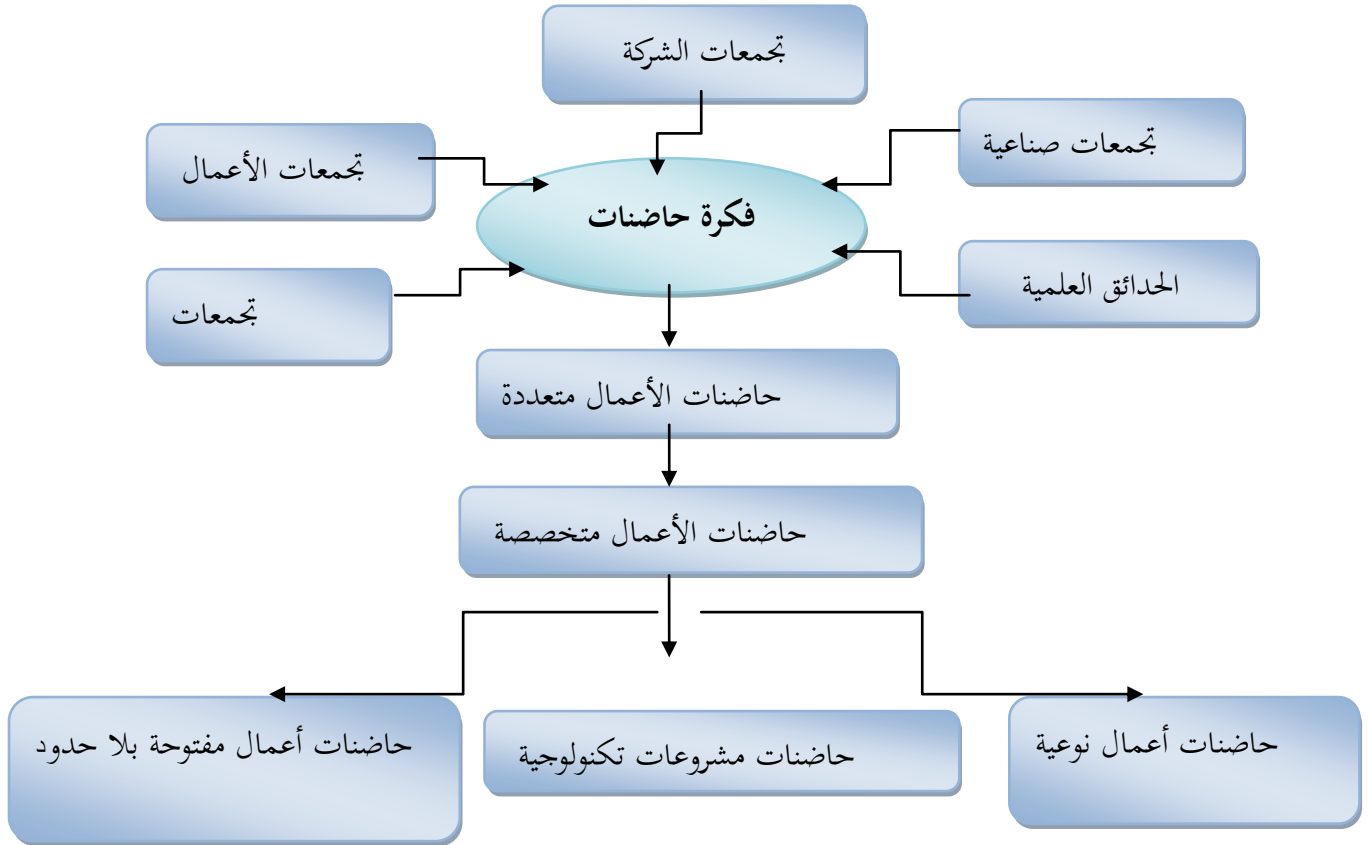 تجمعات الشركة
تجمعات صناعية
تجمعات الأعمال
فكرة حاضنات
الحدائق العلمية
تجمعات
حاضنات الأعمال متعددة
حاضنات الأعمال متخصصة
حاضنات أعمال نوعية
حاضنات مشروعات تكنولوجية
حاضنات أعمال مفتوحة بلا حدود